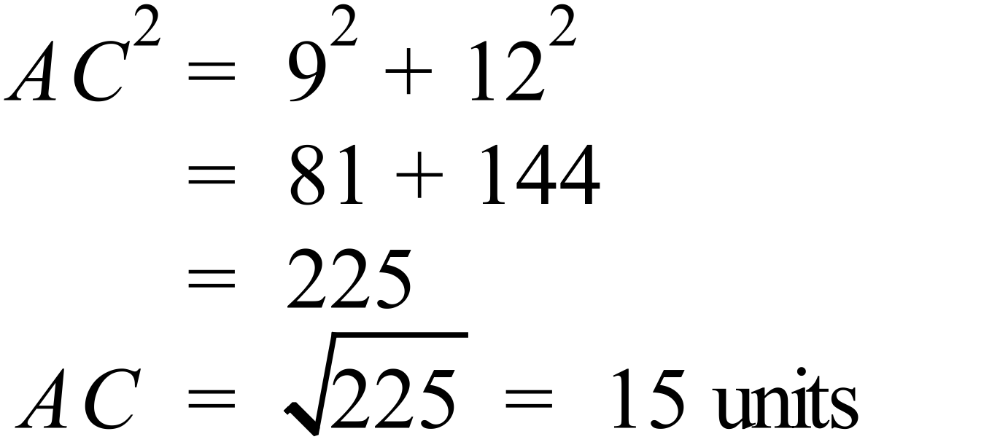 AC² = 9² + 12²
= 81 + 144
= 225
AC = √225 = 15 units